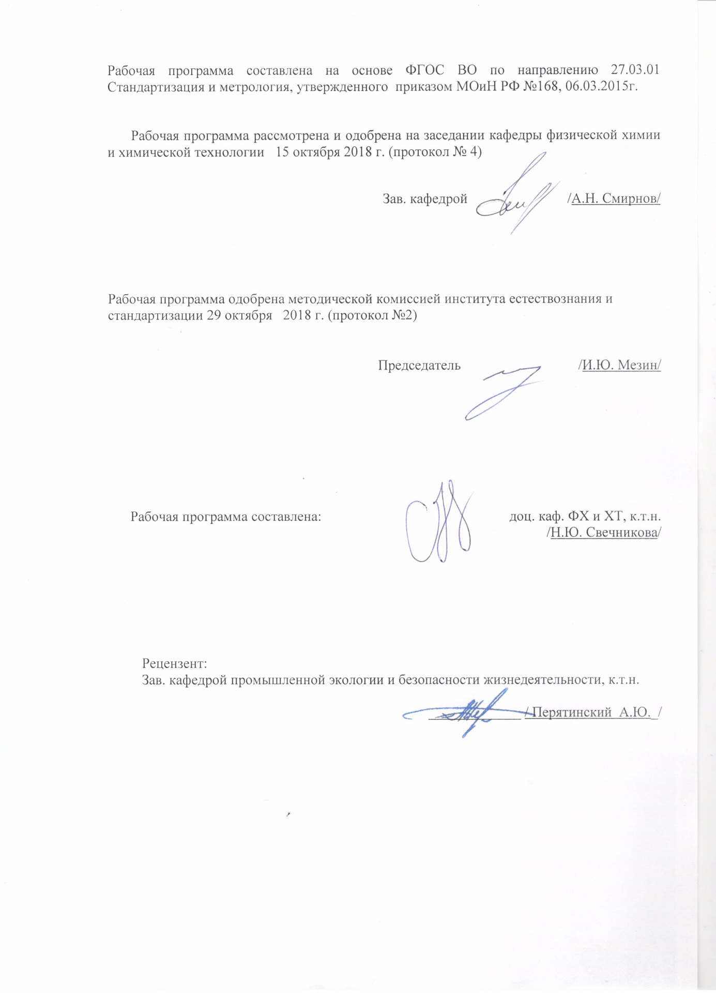 Рабочая программа составлена на основе ФГОС ВО по направлению 27.03.01
Стандартизация и метрология, утвержденного приказом МОиН РФ №168, 06.03.2015г.
Рабочая программа рассмотрена и одобрена на заседании кафедры физической химии
и химической технологии 15 октября 2018 г. (протокол № 4)
Зав. кафедрой /А.Н. Смирнов/
Рабочая программа одобрена методической комиссией института естествознания и
стандартизации 29 октября 2018 г. (протокол №2)
Председатель /И.Ю. Мезин/
Рабочая программа составлена: доц. каф. ФХ и ХТ, к.т.н.
/Н.Ю. Свечникова/
Рецензент:
Зав. кафедрой промышленной экологии и безопасности жизнедеятельности, к.т.н.
/ Перятинский А.Ю._/